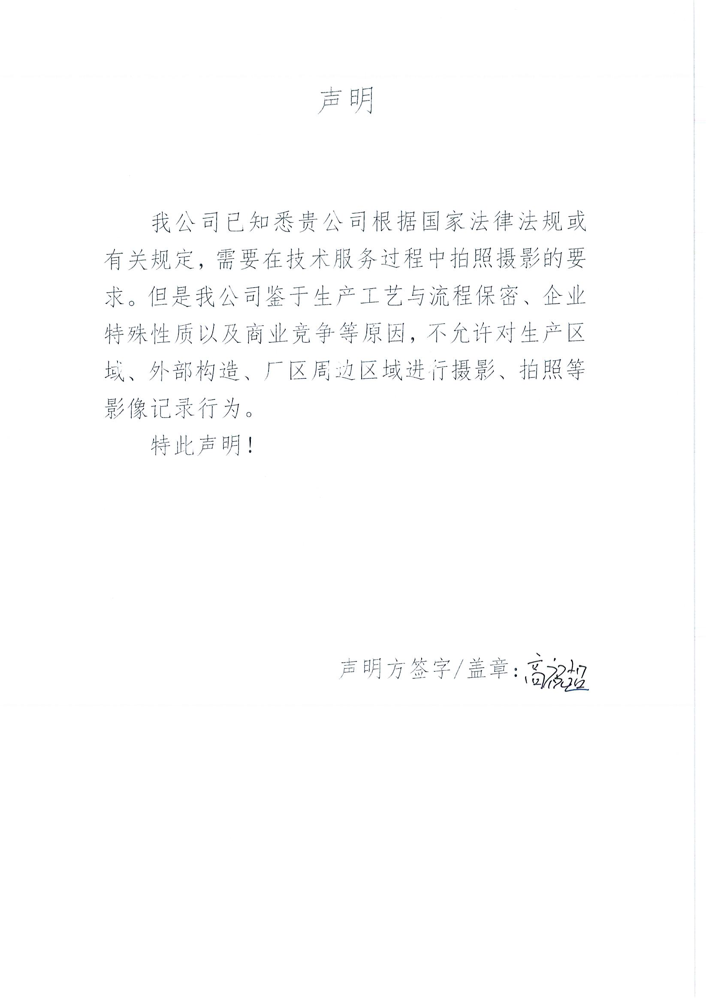 声明
我公司已知悉贵公司根据国家法律法规或
有关规定，需要在技术服务过程中拍照摄影的要
求。但是我公司鉴于生产工艺与流程保密、企业
特殊性质以及商业竞争等原因，不允许对生产区
域、外部构造、厂区周边区域进行摄影、拍照等
影像记录行为。
特此声明！
声明方签字/盖章：高